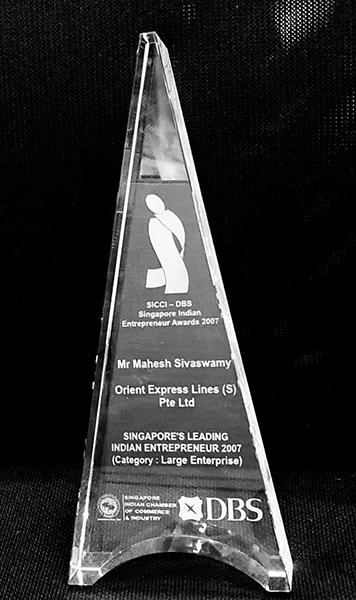 SICCI – DBS
Singapore Indian
Entrepreneur Awards 2007
Mr Mahesh Sivaswamy
Orient Express Lines (S)
Pte Ltd
SINGAPORE'S LEADING
INDIAN ENTREPRENEUR 2007
(Category : Large Enterprise)
SINGAPORE
INDIAN CHAMBER
OF COMMERCE
& INDUSTRY
DBS